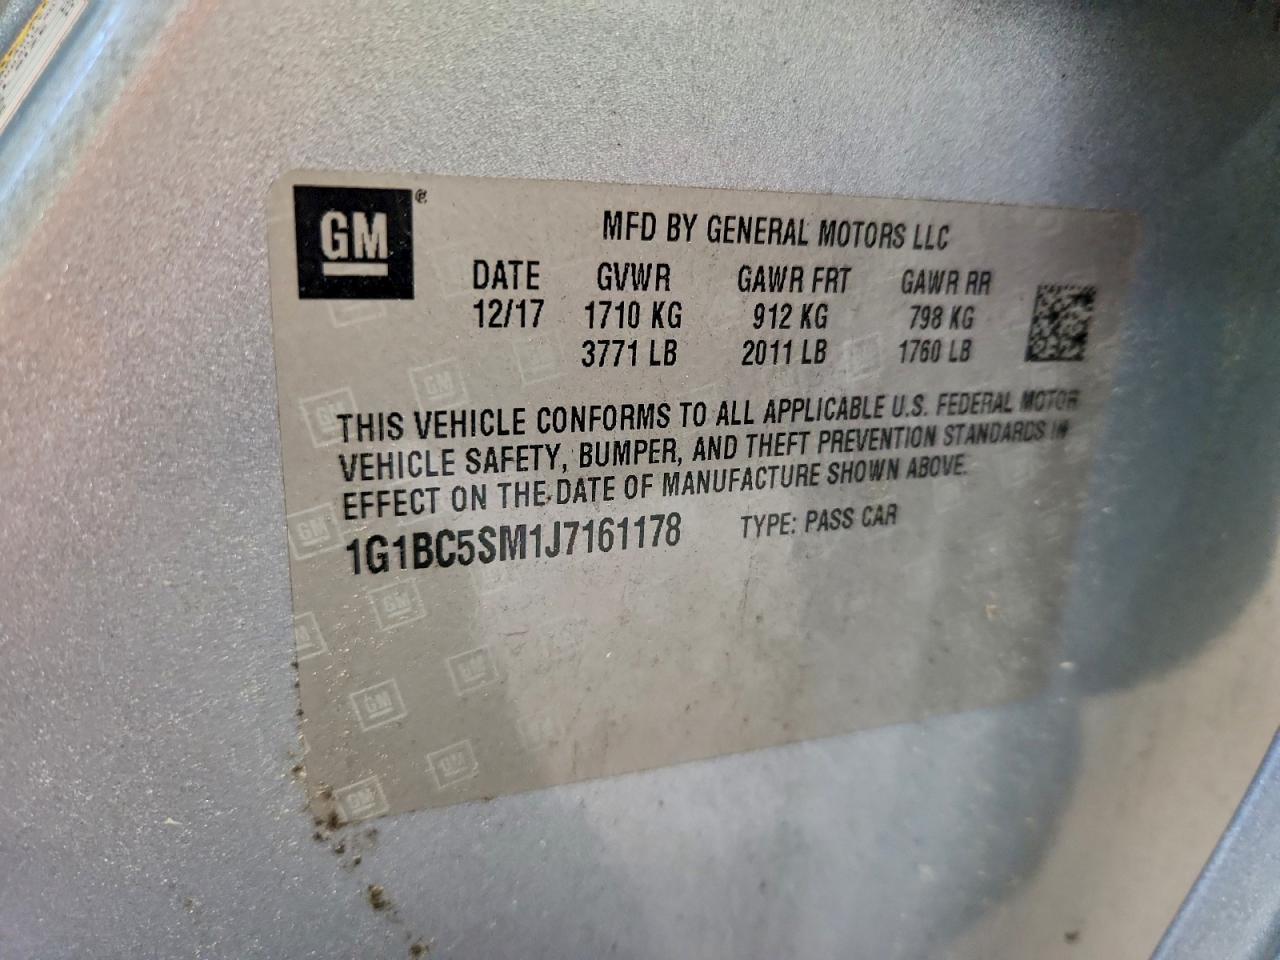 GM®
MFD BY GENERAL MOTORS LLC
DATE GVWR GAWR FRT GAWR RR
12/17 1710 KG 912 KG 798 KG
3771 LB 2011 LB 1760 LB
THIS VEHICLE CONFORMS TO ALL APPLICABLE U.S. FEDERAL MOTOR
VEHICLE SAFETY, BUMPER, AND THEFT PREVENTION STANDARDS IN
EFFECT ON THE DATE OF MANUFACTURE SHOWN ABOVE.
1G1BC5SM1J7161178 TYPE: PASS CAR